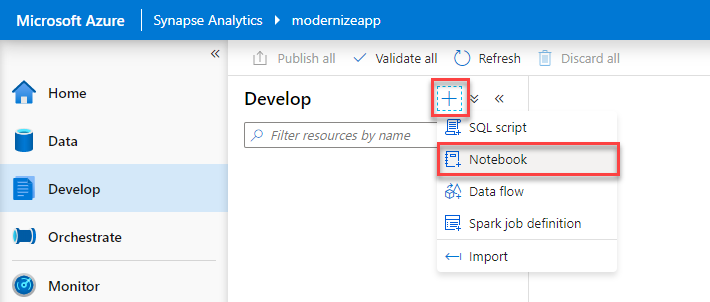 Microsoft Azure Synapse Analytics modernizeapp
Publish all Validate all Refresh Discard all
Home
Data
Develop
Orchestrate
Monitor
Develop
Filter resources by name
SQL script
Notebook
Data flow
Spark job definition
Import